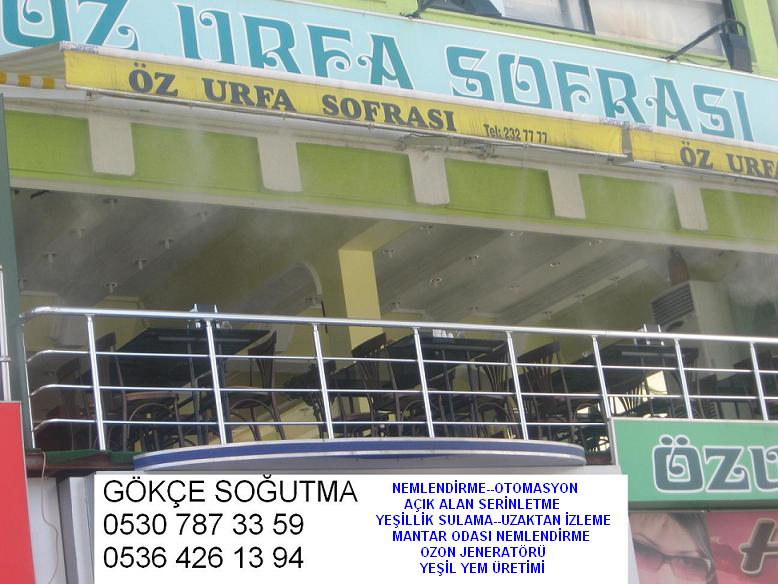 ÖZ URFA SOFRASI
ÖZ URFA SOFRASI Tel: 232 77 77
ÖZ URFA
ÖZU
GÖKÇE SOĞUTMA
0530 787 33 59
0536 426 13 94
NEMLENDİRME--OTOMASYON
AÇIK ALAN SERİNLETME
YEŞİLLİK SULAMA--UZAKTAN İZLEME
MANTAR ODASI NEMLENDİRME
OZON JENERATÖRÜ
YEŞİL YEM ÜRETİMİ
H